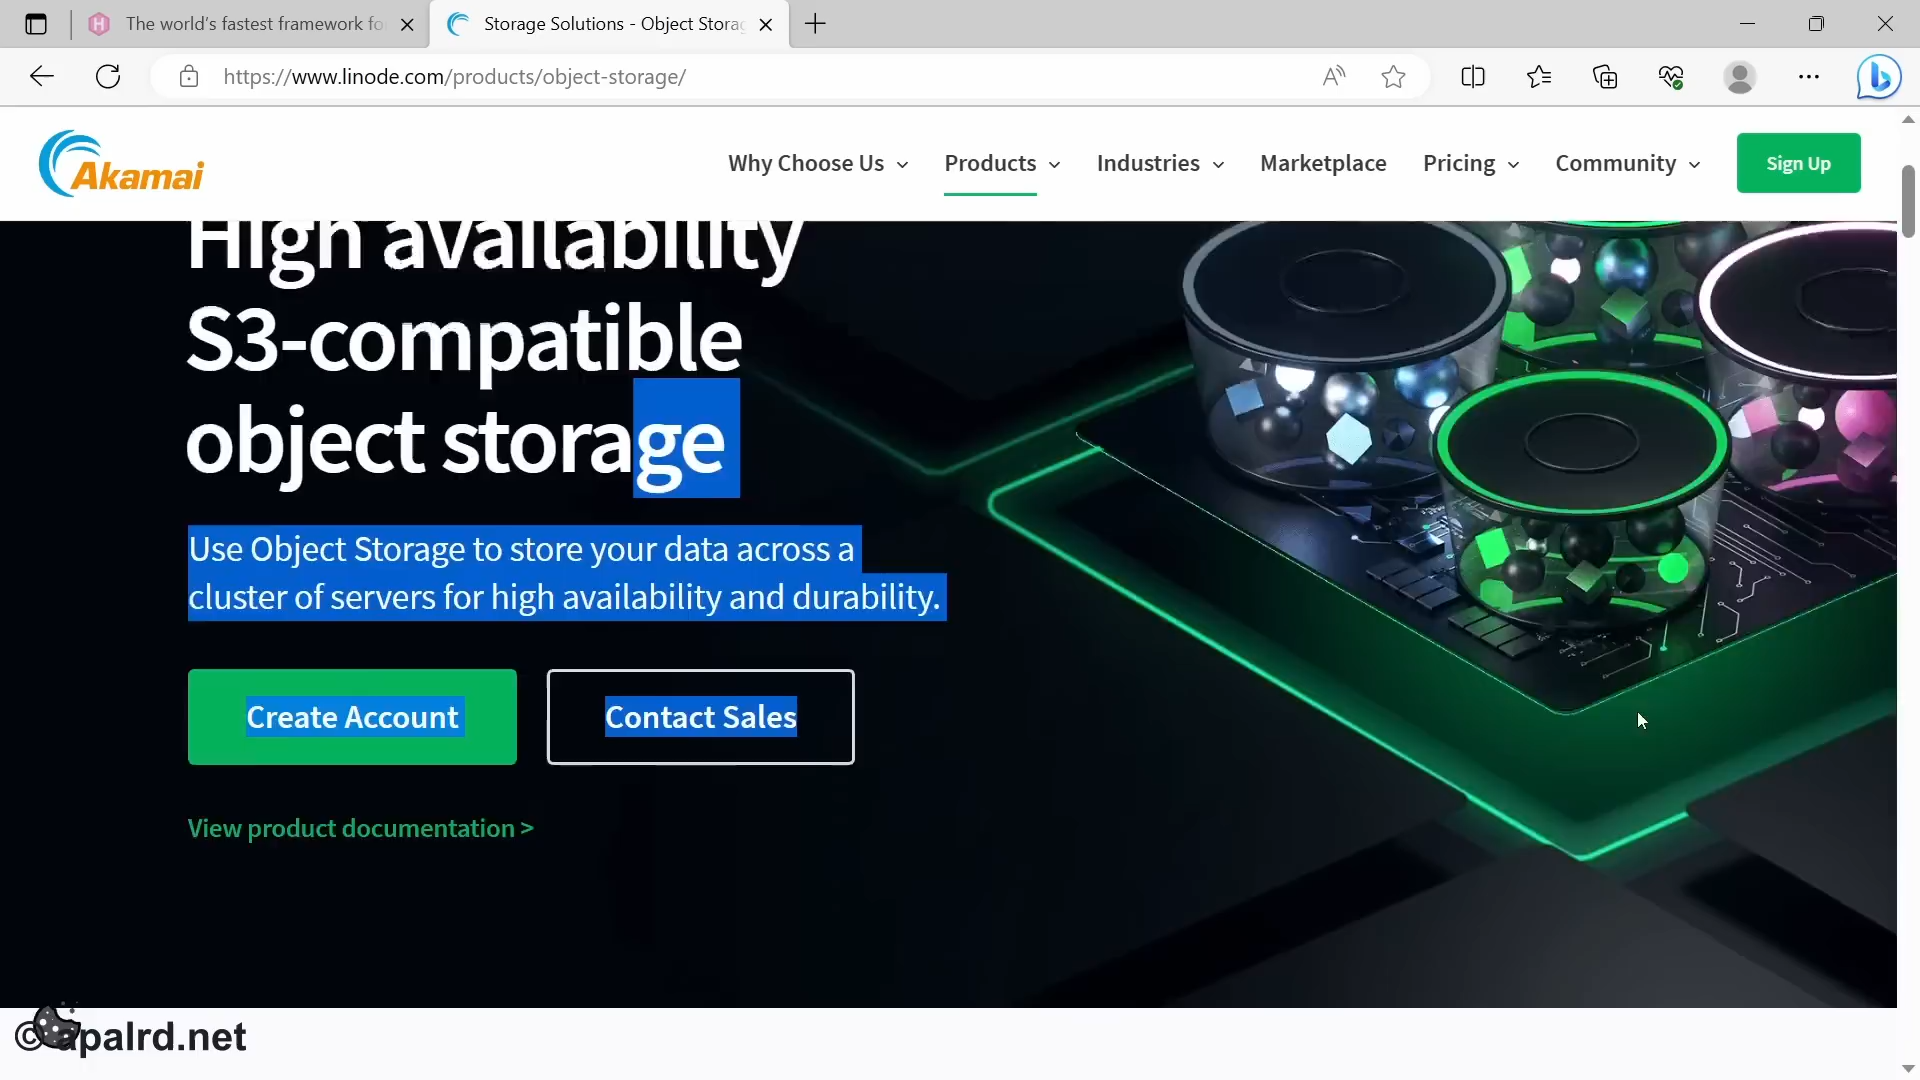 The world's fastest framework fo
Storage Solutions - Object Storag
https://www.linode.com/products/object-storage/
Akamai
Why Choose Us
Products
Industries
Marketplace
Pricing
Community
Sign Up
High availability
S3-compatible
object storage
Use Object Storage to store your data across a
cluster of servers for high availability and durability.
Create Account
Contact Sales
View product documentation >
© apalrd.net